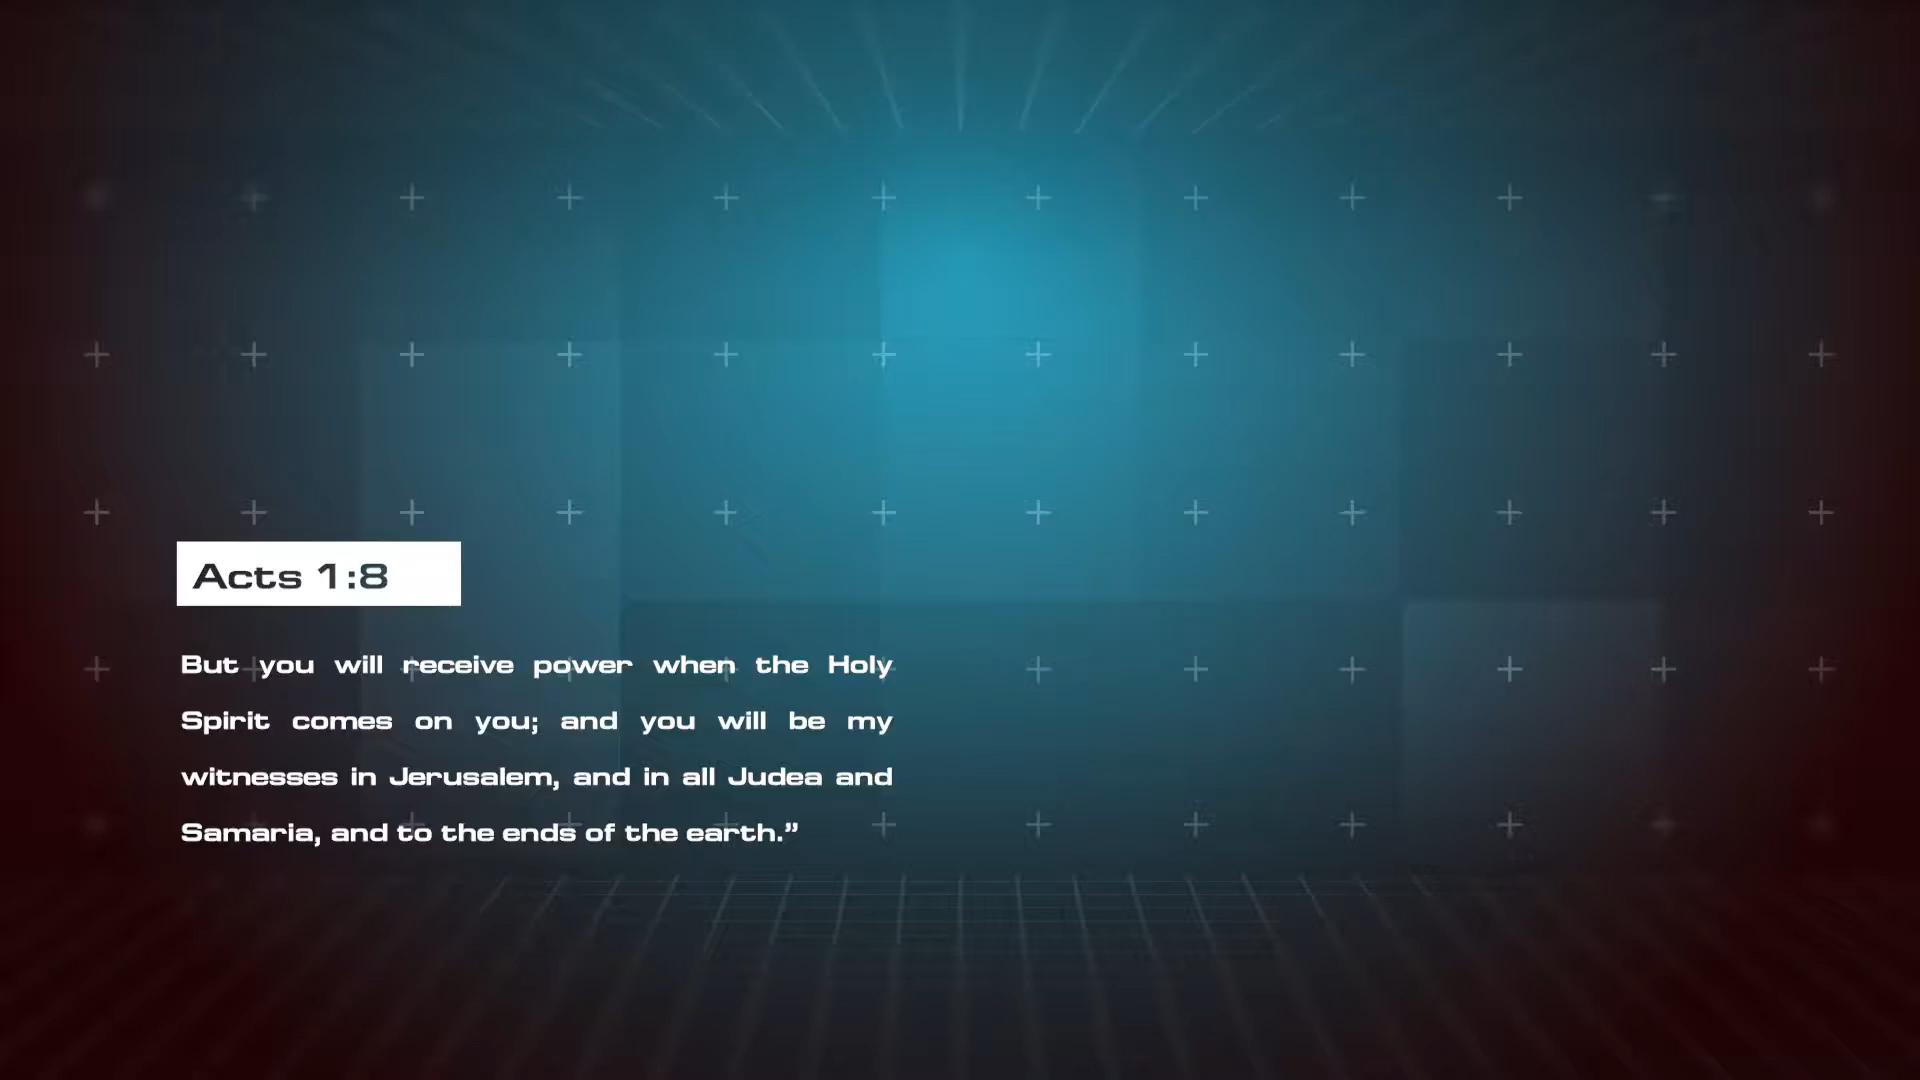 Acts 1:8
But you will receive power when the Holy
Spirit comes on you; and you will be my
witnesses in Jerusalem, and in all Judea and
Samaria, and to the ends of the earth.”